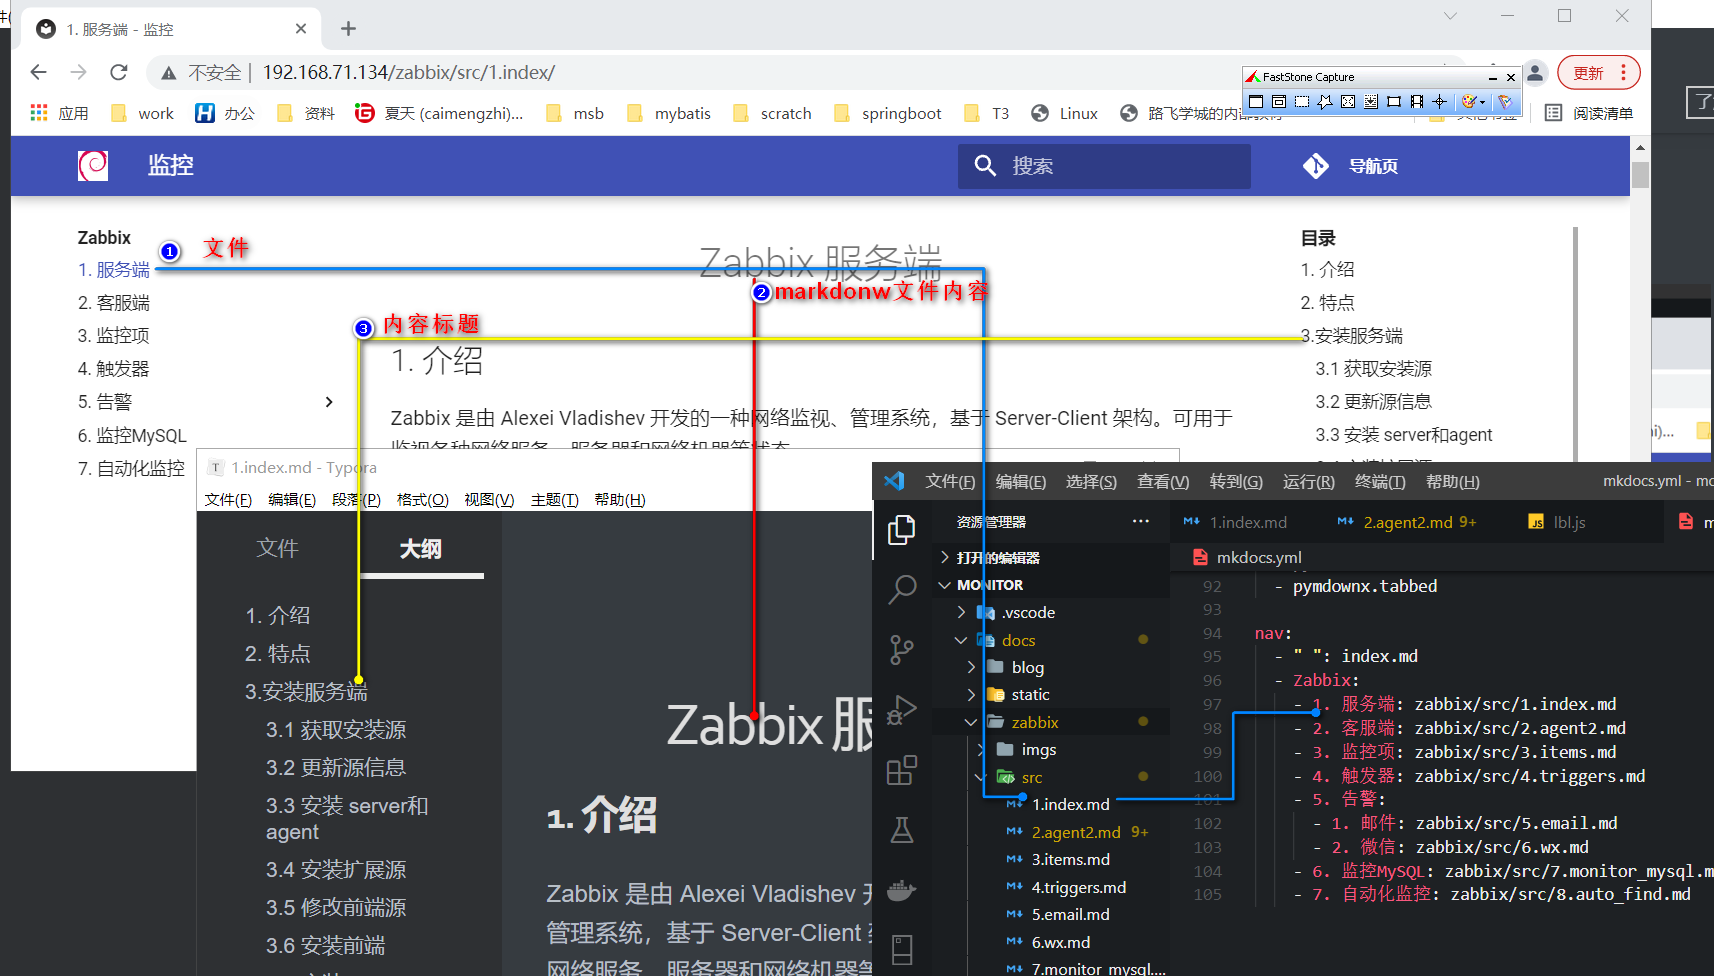 1. 服务端 - 监控
不安全 | 192.168.71.134/zabbix/src/1.index/
FastStone Capture
更新
应用 work 办公 资料 夏天 (caimengzhi)... msb mybatis scratch springboot T3 Linux 路飞学城的内部
阅读清单
监控
搜索
导航页
Zabbix
1. 服务端
2. 客服端
3. 监控项
4. 触发器
5. 告警
6. 监控MySQL
7. 自动化监控
1 文件
2 markdonw文件内容
3 内容标题
Zabbix 服务端
1. 介绍
Zabbix 是由 Alexei Vladishev 开发的一种网络监视、管理系统，基于 Server-Client 架构。可用于
监视各种网络服务、服务器和网络机器等状态
目录
1. 介绍
2. 特点
3.安装服务端
3.1 获取安装源
3.2 更新源信息
3.3 安装 server和agent
1.index.md - Typora
文件(F) 编辑(E) 段落(P) 格式(O) 视图(V) 主题(T) 帮助(H)
文件 大纲
1. 介绍
2. 特点
3.安装服务端
3.1 获取安装源
3.2 更新源信息
3.3 安装 server和
agent
3.4 安装扩展源
3.5 修改前端源
3.6 安装前端
Zabbix 服
1. 介绍
Zabbix 是由 Alexei Vladishev
管理系统，基于 Server-Client
网络服务、服务器和网络机器等
文件(F) 编辑(E) 选择(S) 查看(V) 转到(G) 运行(R) 终端(T) 帮助(H) mkdocs.yml - mo
资源管理器 ...
打开的编辑器
MONITOR
.vscode
docs
blog
static
zabbix
imgs
src
1.index.md
2.agent2.md 9+
3.items.md
4.triggers.md
5.email.md
6.wx.md
7.monitor_mysql....
1.index.md 2.agent2.md 9+ lbl.js m
mkdocs.yml
92 - pymdownx.tabbed
93
94 nav:
95 - " ": index.md
96 - Zabbix:
97 - 1. 服务端: zabbix/src/1.index.md
98 - 2. 客服端: zabbix/src/2.agent2.md
99 - 3. 监控项: zabbix/src/3.items.md
100 - 4. 触发器: zabbix/src/4.triggers.md
101 - 5. 告警:
102 - 1. 邮件: zabbix/src/5.email.md
103 - 2. 微信: zabbix/src/6.wx.md
104 - 6. 监控MySQL: zabbix/src/7.monitor_mysql.m
105 - 7. 自动化监控: zabbix/src/8.auto_find.md